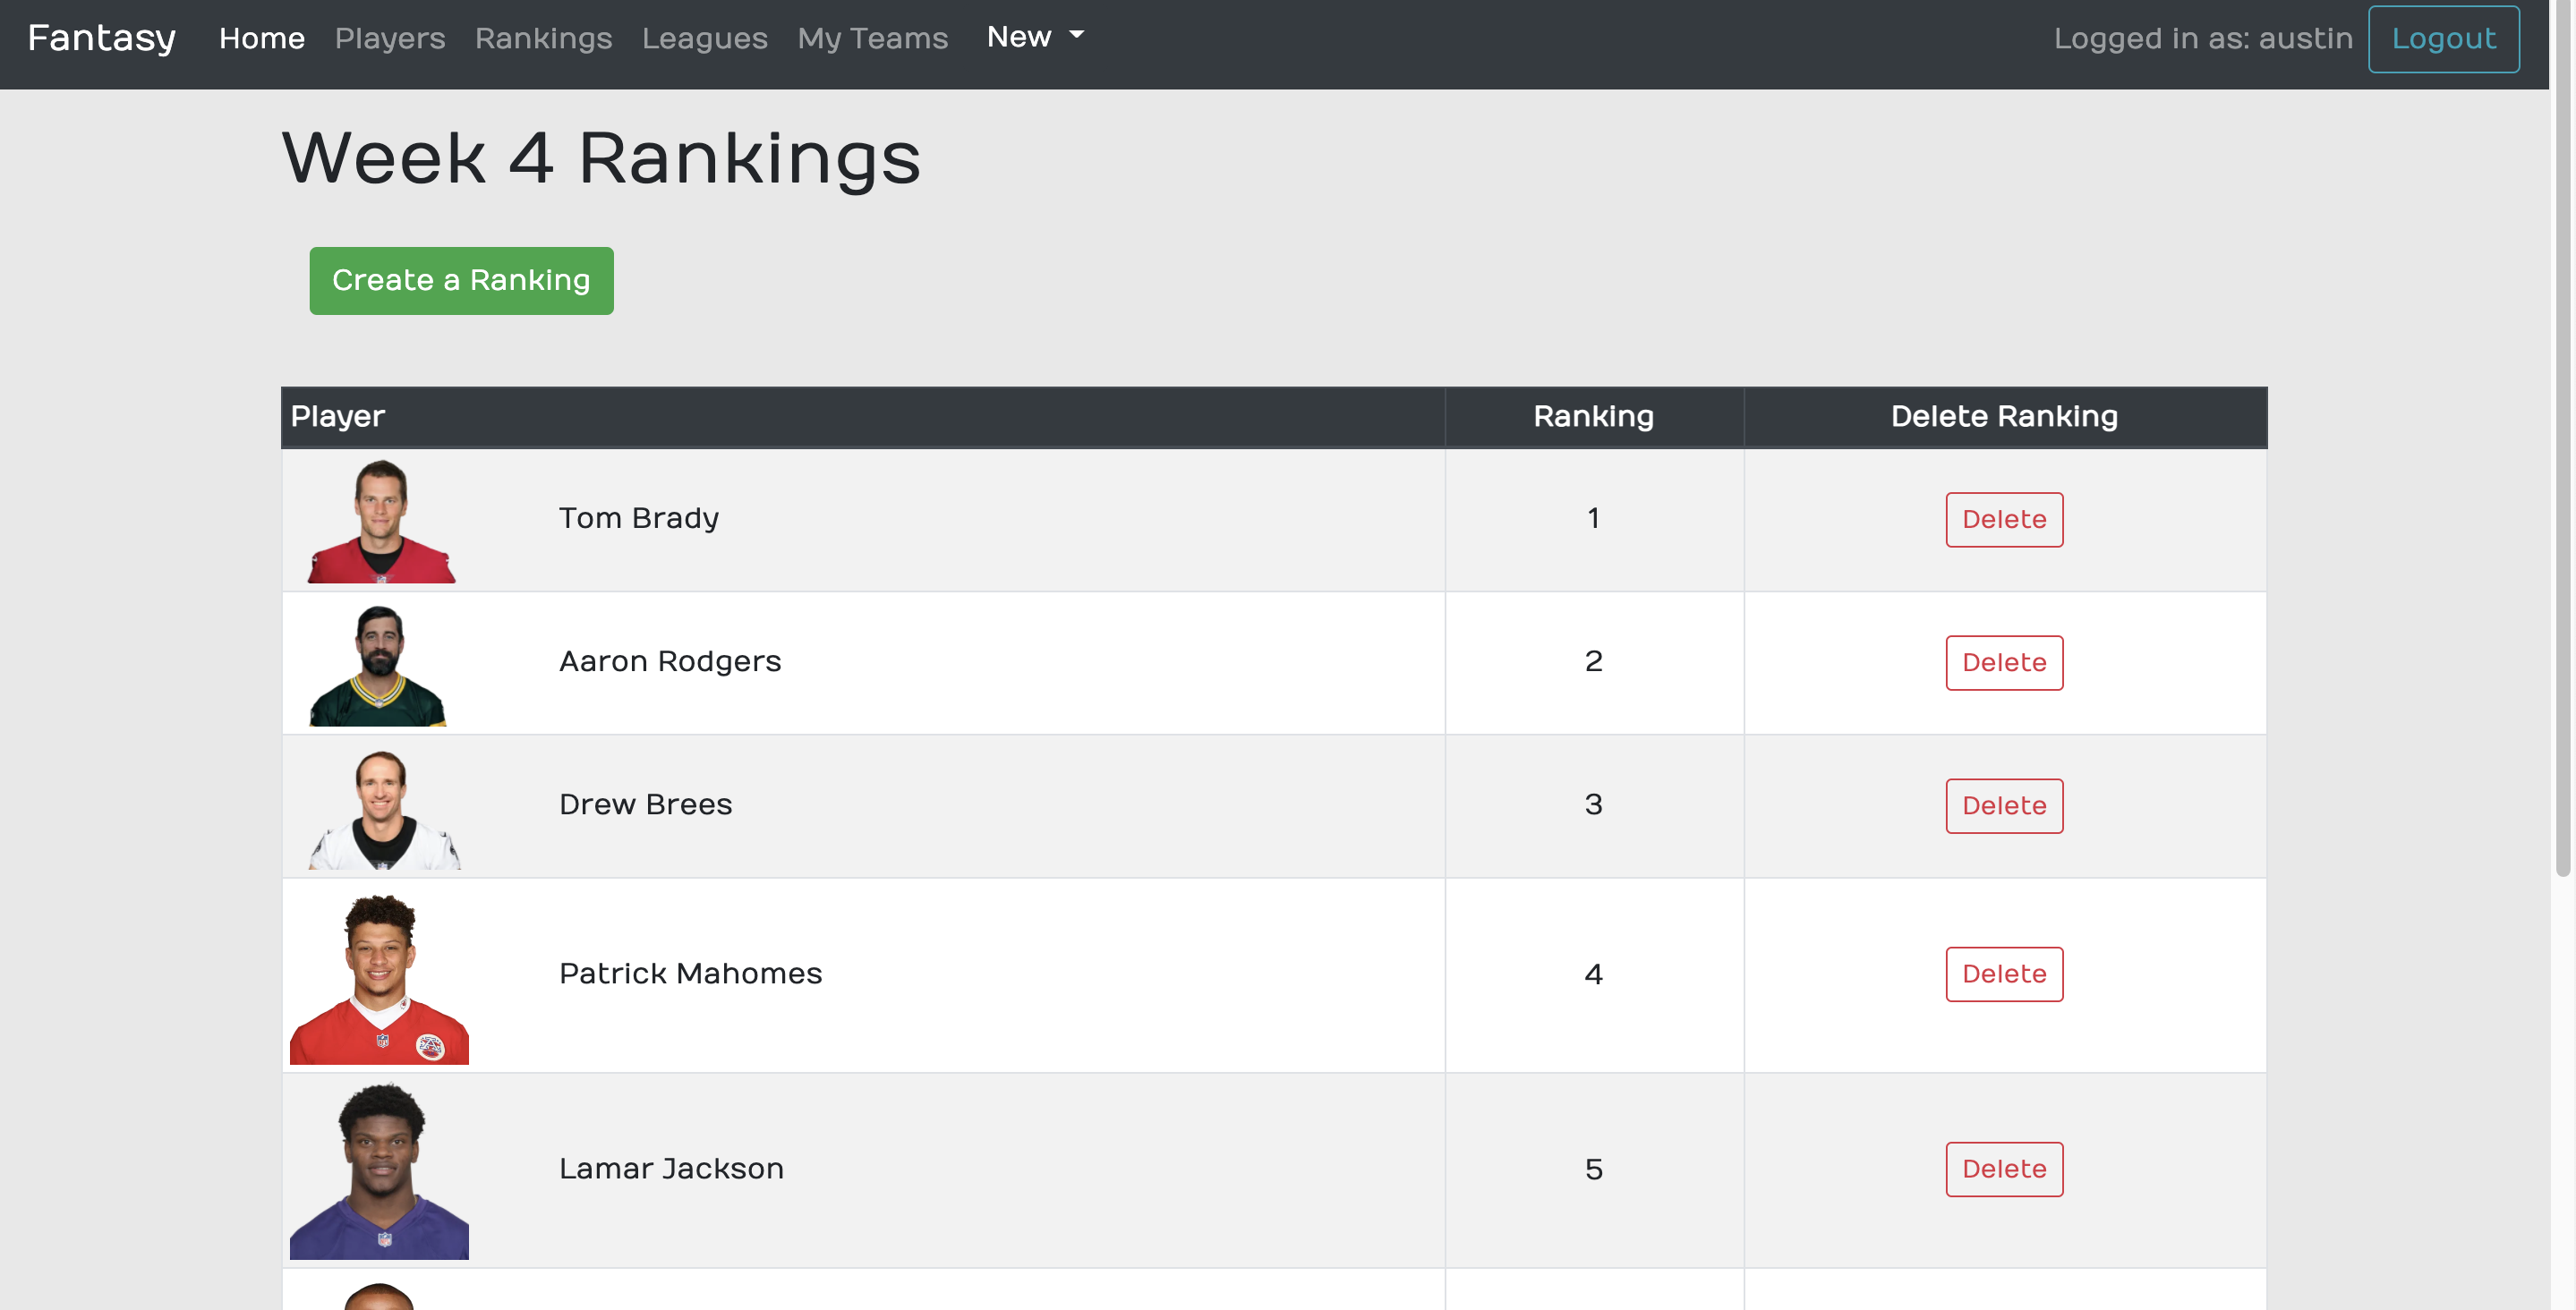 Fantasy Home Players Rankings Leagues My Teams New Logged in as: austin Logout
Week 4 Rankings
Create a Ranking
Player Ranking Delete Ranking
Tom Brady 1 Delete
Aaron Rodgers 2 Delete
Drew Brees 3 Delete
Patrick Mahomes 4 Delete
Lamar Jackson 5 Delete